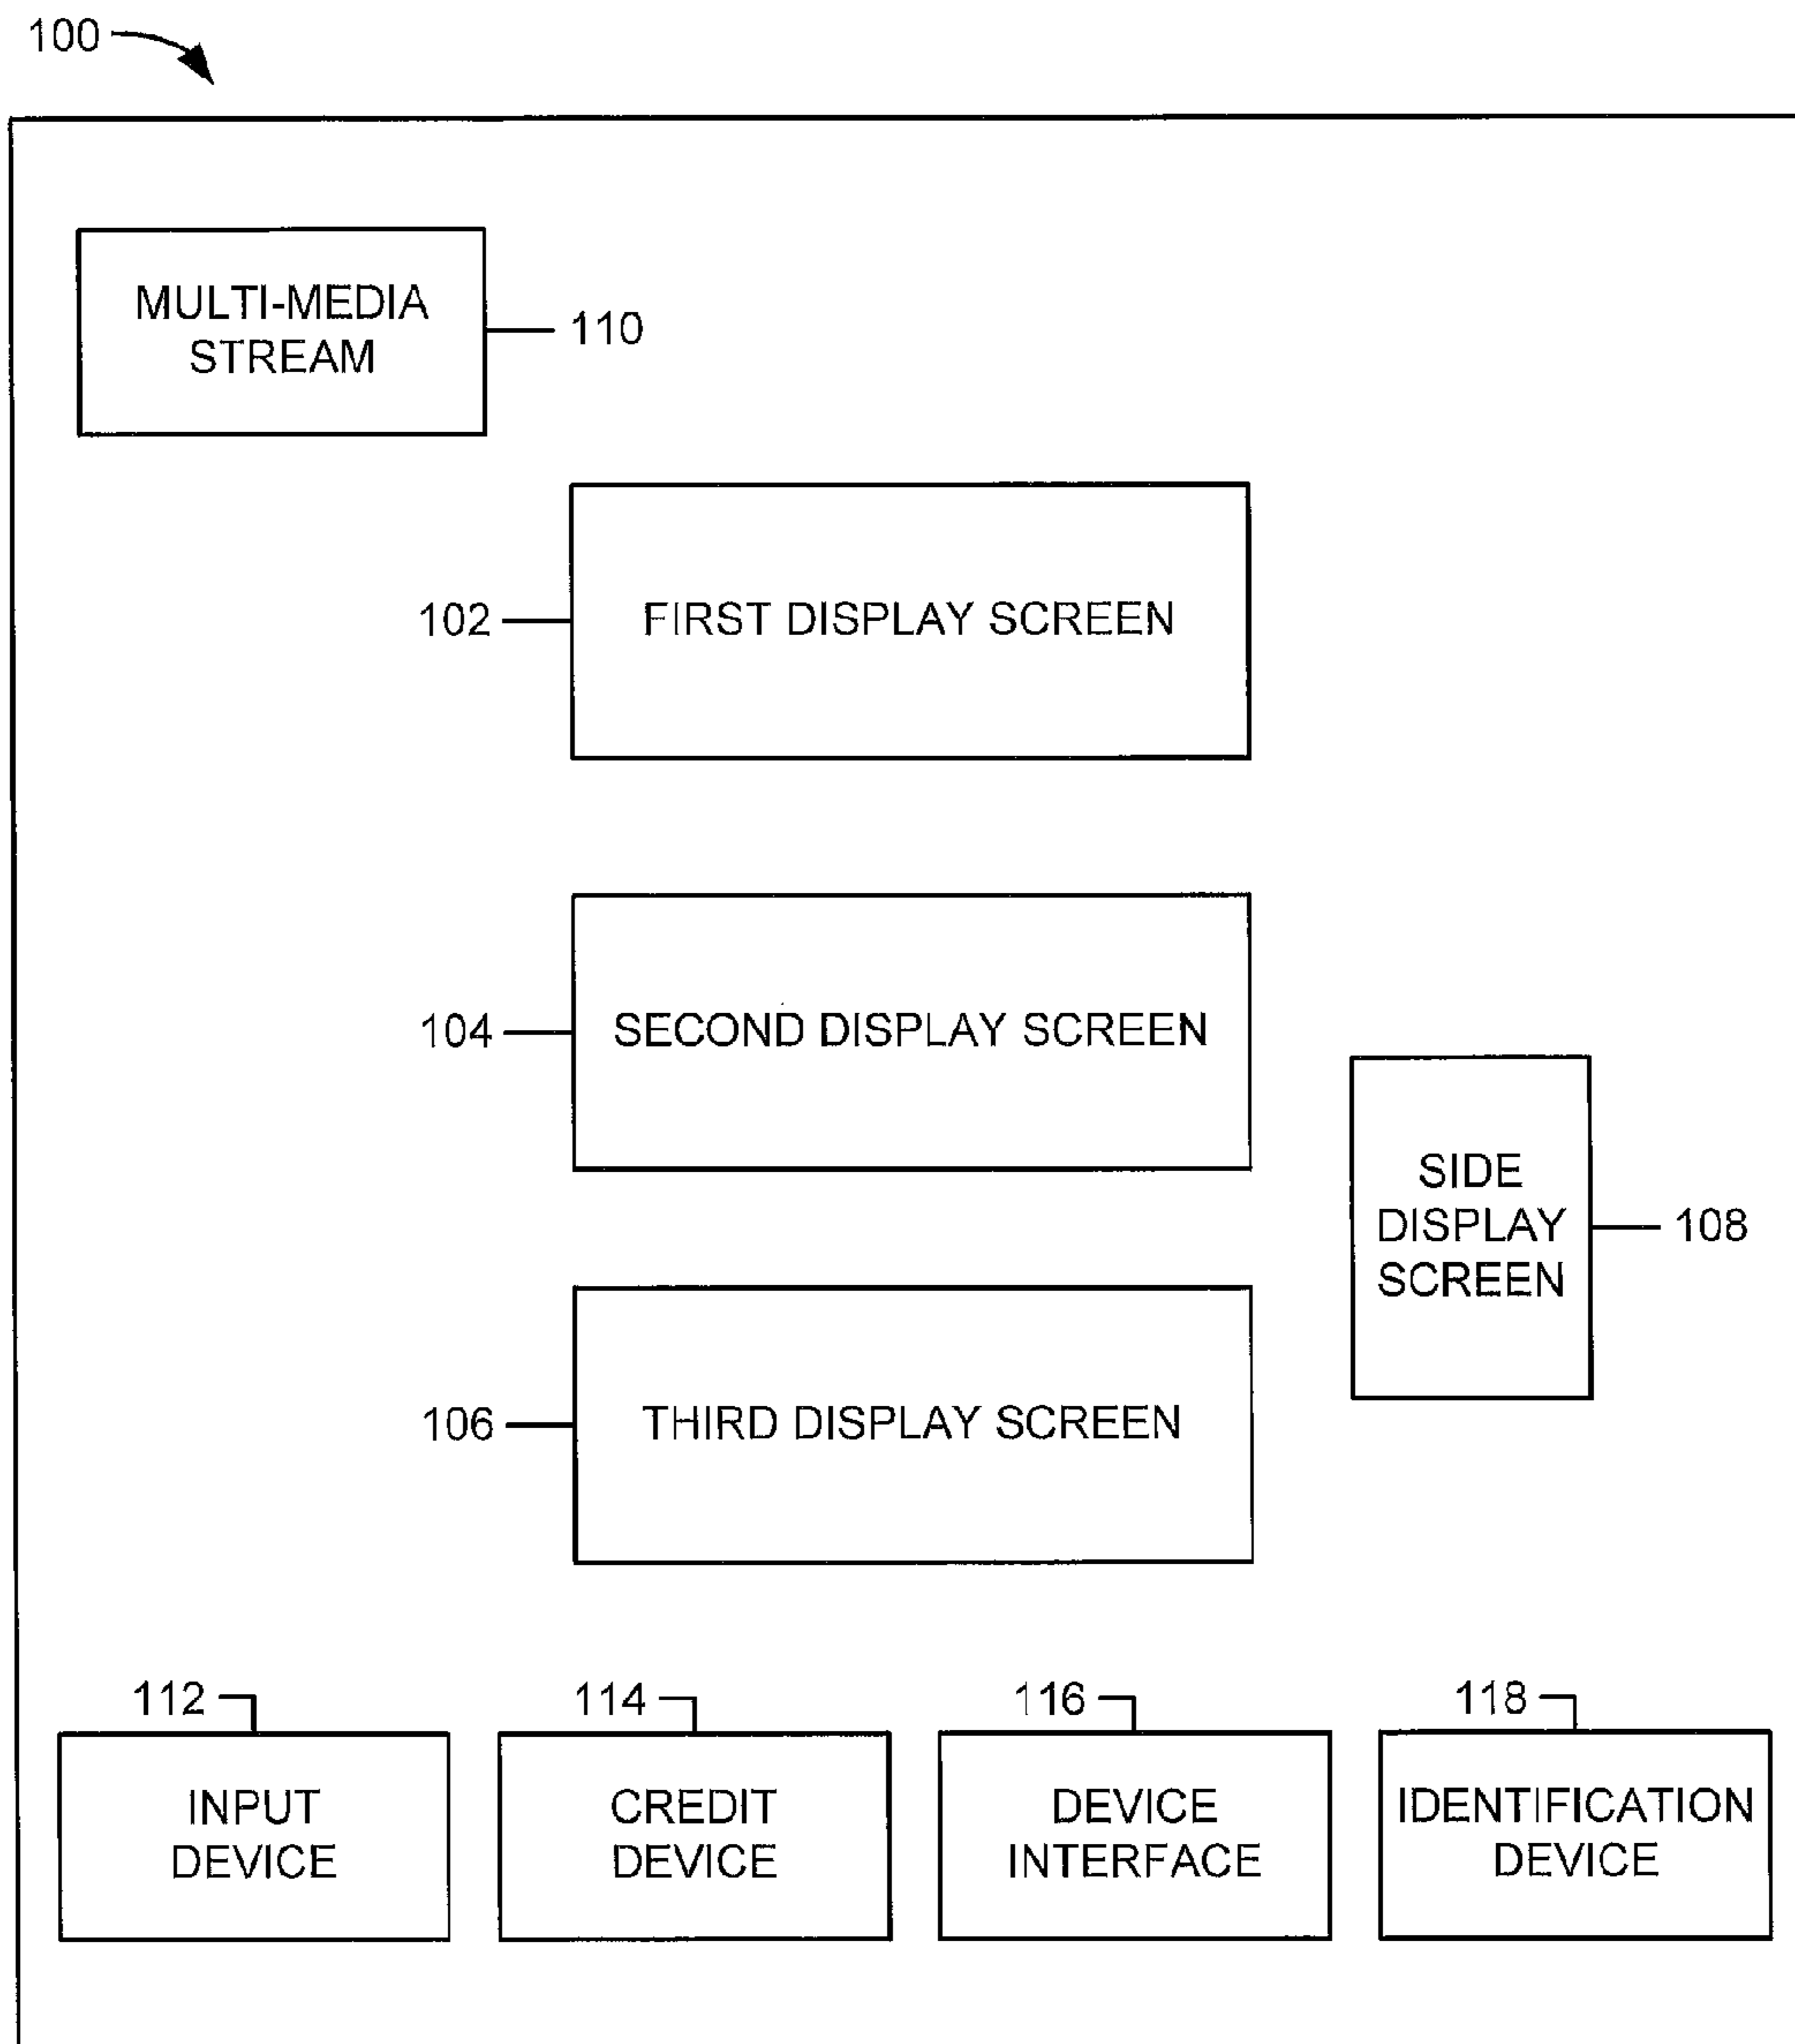 100
MULTI-MEDIA
STREAM
110
102
FIRST DISPLAY SCREEN
104
SECOND DISPLAY SCREEN
SIDE
DISPLAY
SCREEN
108
106
THIRD DISPLAY SCREEN
112
114
116
118
INPUT
DEVICE
CREDIT
DEVICE
DEVICE
INTERFACE
IDENTIFICATION
DEVICE